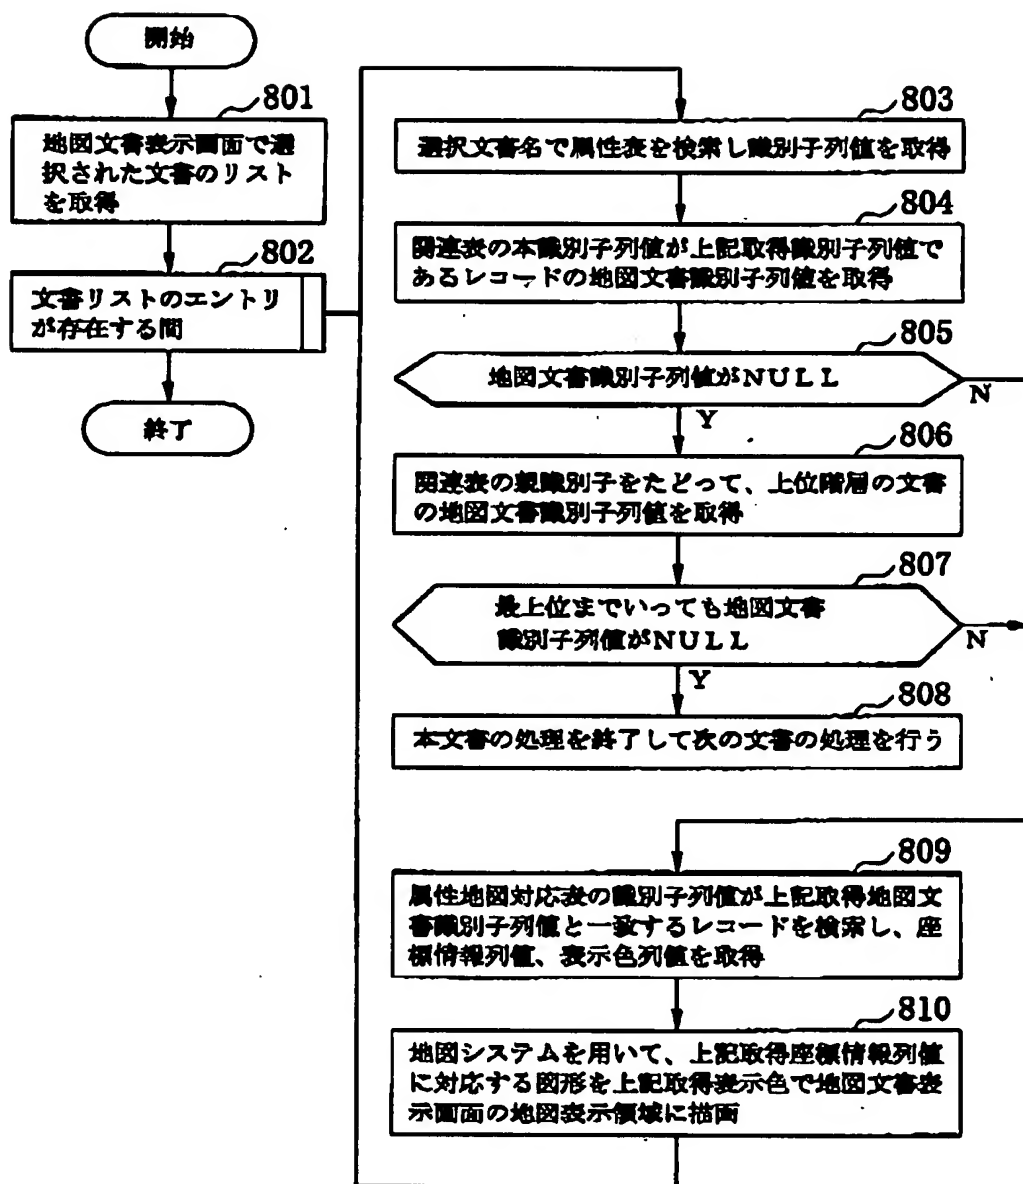 開始
801
地図文書表示画面で選
択された文書のリスト
を取得
802
文書リストのエントリ
が存在する間
終了
803
選択文書名で属性表を検索し識別子列値を取得
804
関連表の本識別子列値が上記取得識別子列値で
あるレコードの地図文書識別子列値を取得
805
地図文書識別子列値がNULL
N
Y
806
関連表の親識別子をたどって、上位階層の文書
の地図文書識別子列値を取得
807
最上位までいっても地図文書
識別子列値がNULL
N
Y
808
本文書の処理を終了して次の文書の処理を行う
809
属性地図対応表の識別子列値が上記取得地図文
書識別子列値と一致するレコードを検索し、座
標情報列値、表示色列値を取得
810
地図システムを用いて、上記取得座標情報列値
に対応する図形を上記取得表示色で地図文書表
示画面の地図表示領域に描画